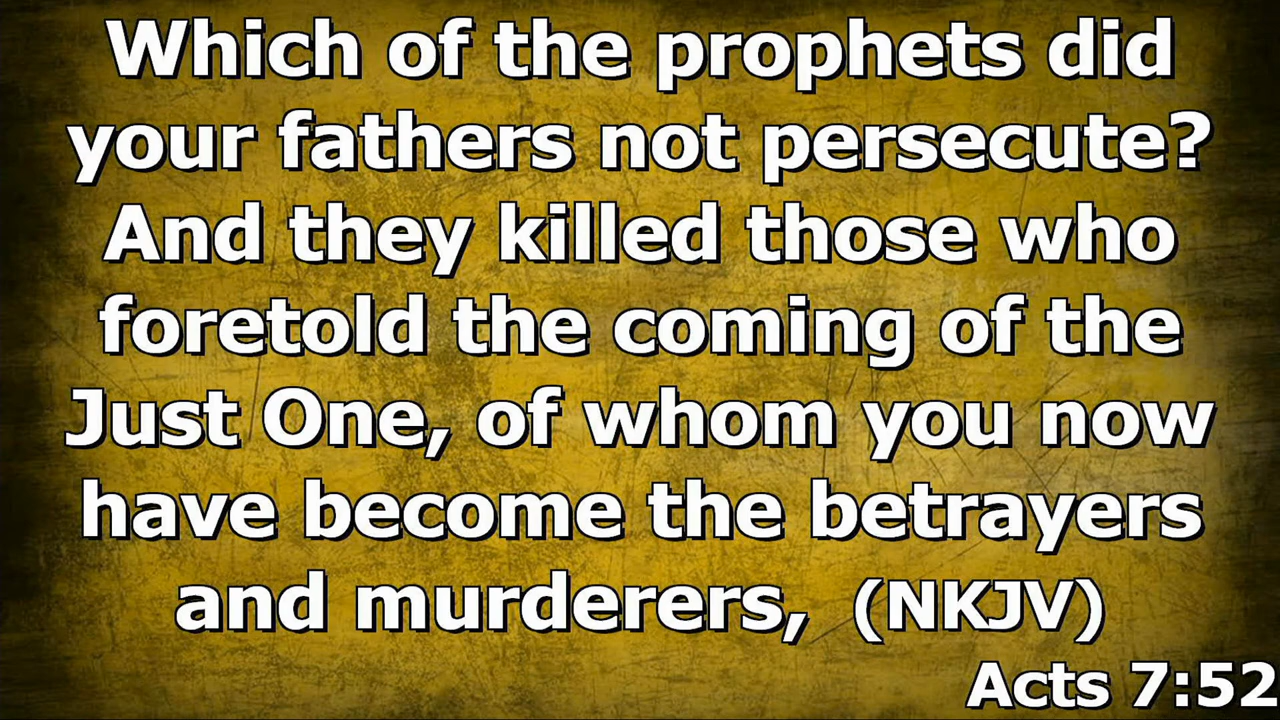 Which of the prophets did
your fathers not persecute?
And they killed those who
foretold the coming of the
Just One, of whom you now
have become the betrayers
and murderers, (NKJV)
Acts 7:52